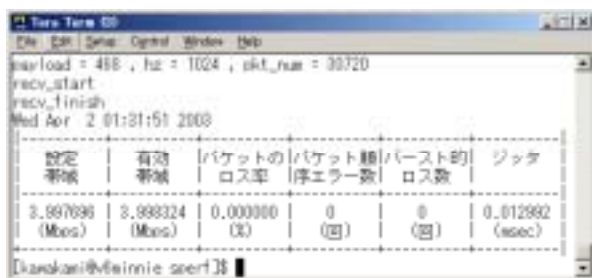 Tera Term
File Edit Setup Control Window Help
payload = 468 , hz = 1024 , pkt_num = 30720
recv_start
recv_finish
Wed Apr 2 01:31:51 2003
設定 | 有効 |パケットの|パケット順|バースト的| ジッタ
帯域 | 帯域 | ロス率 |序エラー数| ロス数 |
3.997696 | 3.998324 | 0.000000 | 0 | 0 | 0.012992
(Mbps) | (Mbps) | (%) | (回) | (回) | (msec)
[kawakami@v6minnie sperf]$